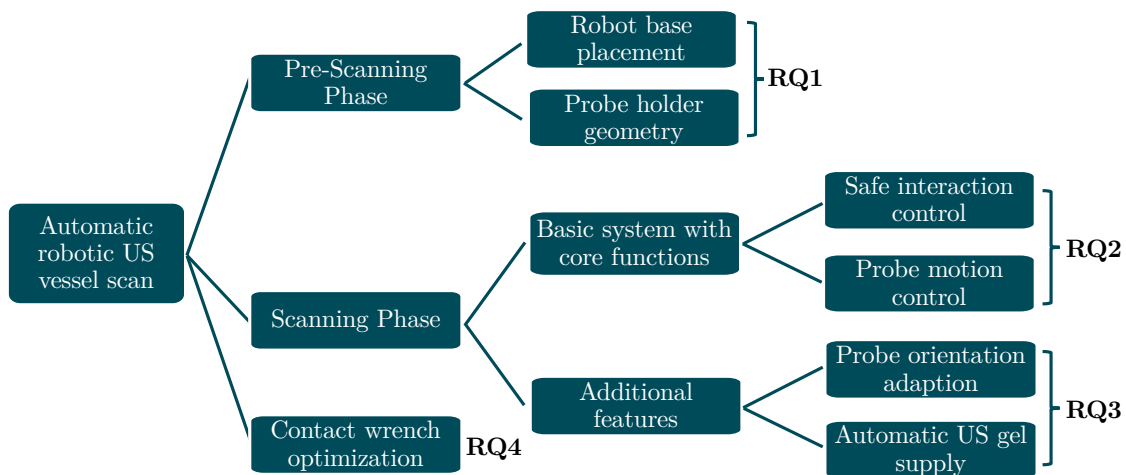 Automatic
robotic US
vessel scan
Pre-Scanning
Phase
Robot base
placement
Probe holder
geometry
RQ1
Scanning Phase
Basic system with
core functions
Safe interaction
control
Probe motion
control
RQ2
Additional
features
Probe orientation
adaption
Automatic US gel
supply
RQ3
Contact wrench
optimization
RQ4